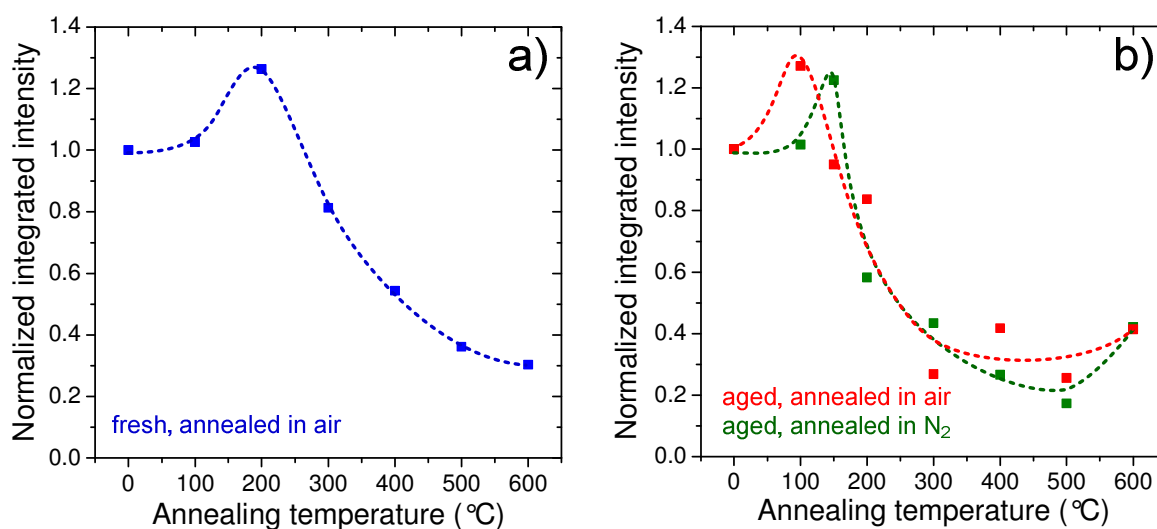 a)
Normalized integrated intensity
1.4
1.2
1.0
0.8
0.6
0.4
0.2
0.0
fresh, annealed in air
0 100 200 300 400 500 600
Annealing temperature (°C)
b)
Normalized integrated intensity
1.4
1.2
1.0
0.8
0.6
0.4
0.2
0.0
aged, annealed in air
aged, annealed in N₂
0 100 200 300 400 500 600
Annealing temperature (°C)